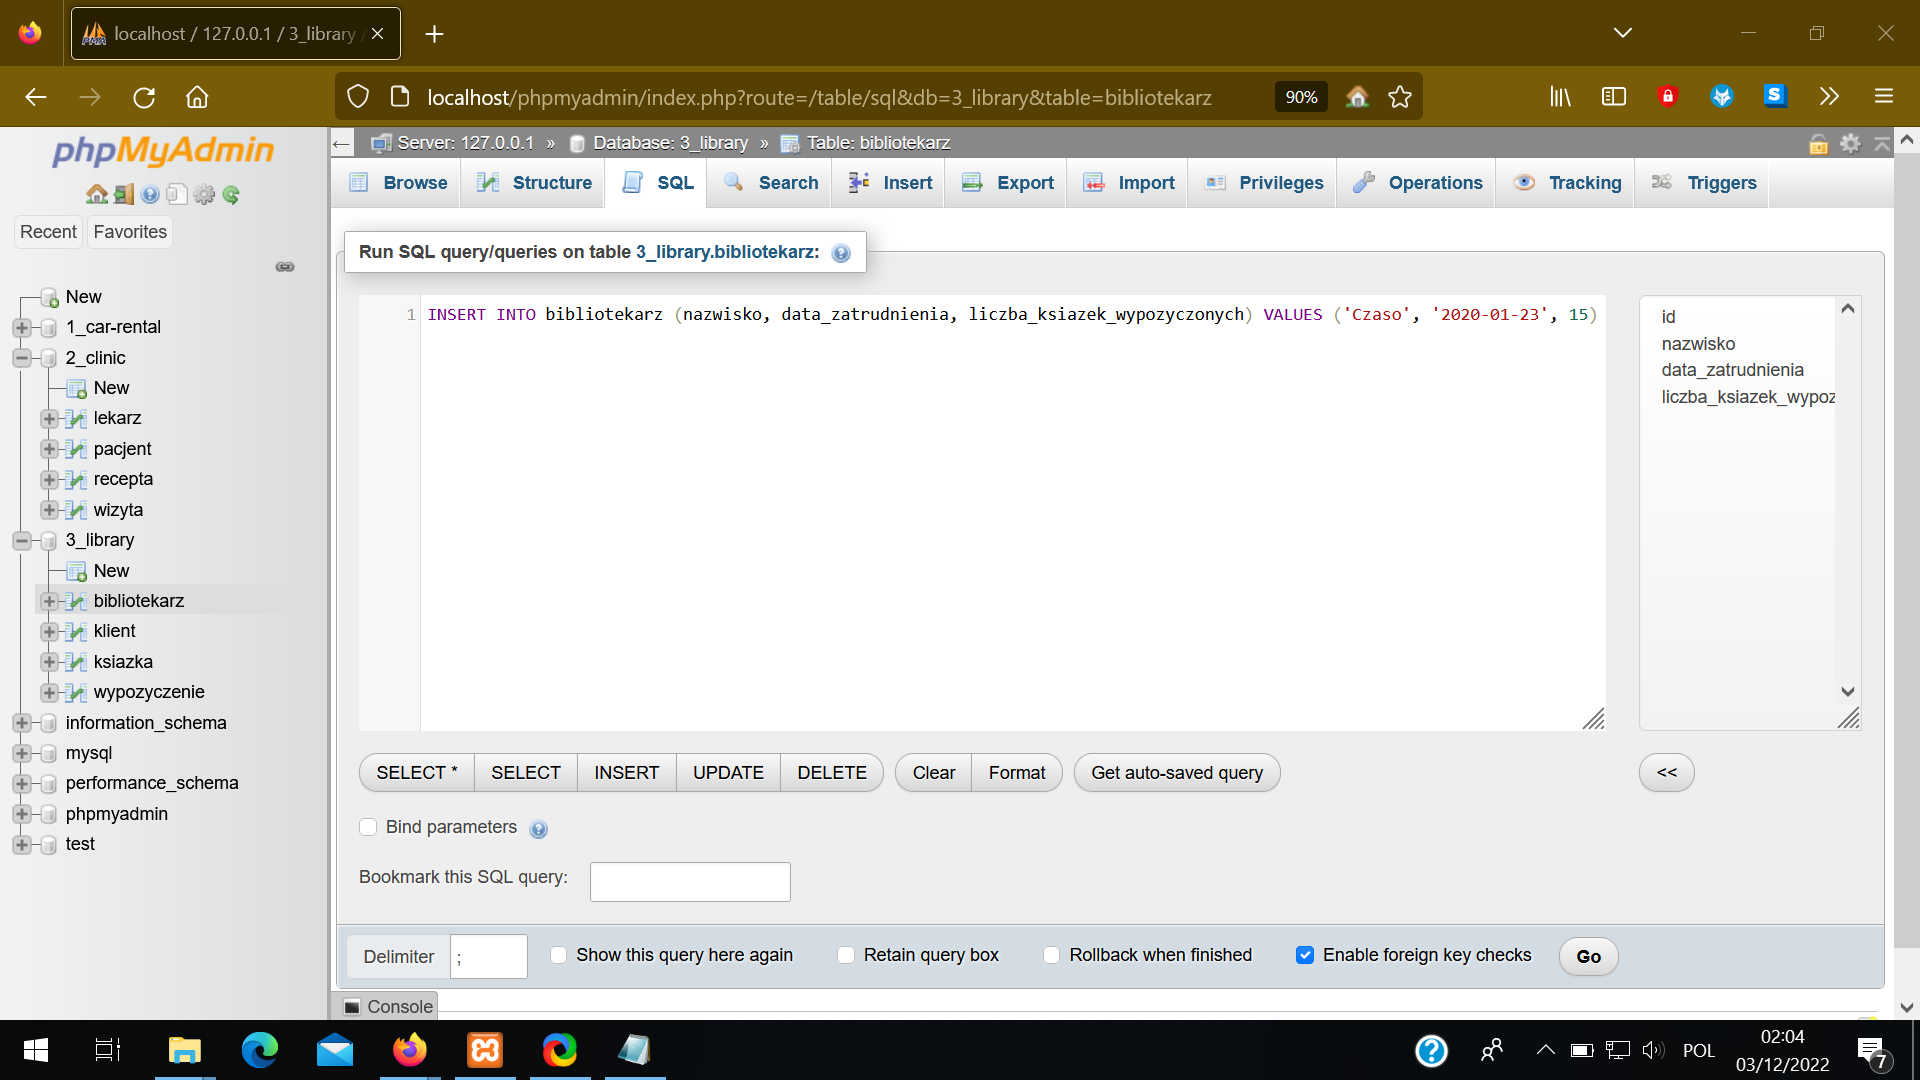 localhost / 127.0.0.1 / 3_library
localhost/phpmyadmin/index.php?route=/table/sql&db=3_library&table=bibliotekarz
90%
phpMyAdmin
Recent
Favorites
New
1_car-rental
2_clinic
New
lekarz
pacjent
recepta
wizyta
3_library
New
bibliotekarz
klient
ksiazka
wypozyczenie
information_schema
mysql
performance_schema
phpmyadmin
test
Server: 127.0.0.1 » Database: 3_library » Table: bibliotekarz
Browse
Structure
SQL
Search
Insert
Export
Import
Privileges
Operations
Tracking
Triggers
Run SQL query/queries on table 3_library.bibliotekarz:
1 INSERT INTO bibliotekarz (nazwisko, data_zatrudnienia, liczba_ksiazek_wypozyczonych) VALUES ('Czaso', '2020-01-23', 15)
id
nazwisko
data_zatrudnienia
liczba_ksiazek_wypoz
SELECT *
SELECT
INSERT
UPDATE
DELETE
Clear
Format
Get auto-saved query
<<
Bind parameters
Bookmark this SQL query:
Delimiter
;
Show this query here again
Retain query box
Rollback when finished
Enable foreign key checks
Go
Console
POL
02:04
03/12/2022
7